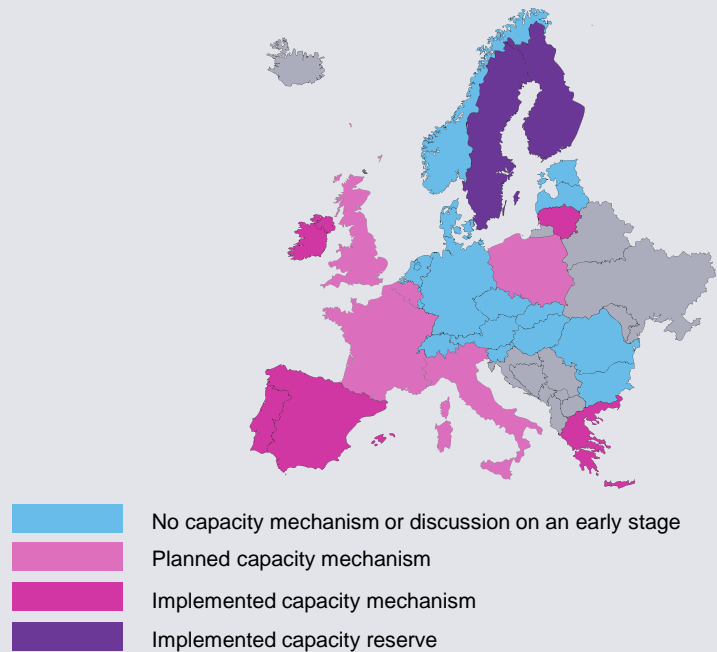 No capacity mechanism or discussion on an early stage
Planned capacity mechanism
Implemented capacity mechanism
Implemented capacity reserve